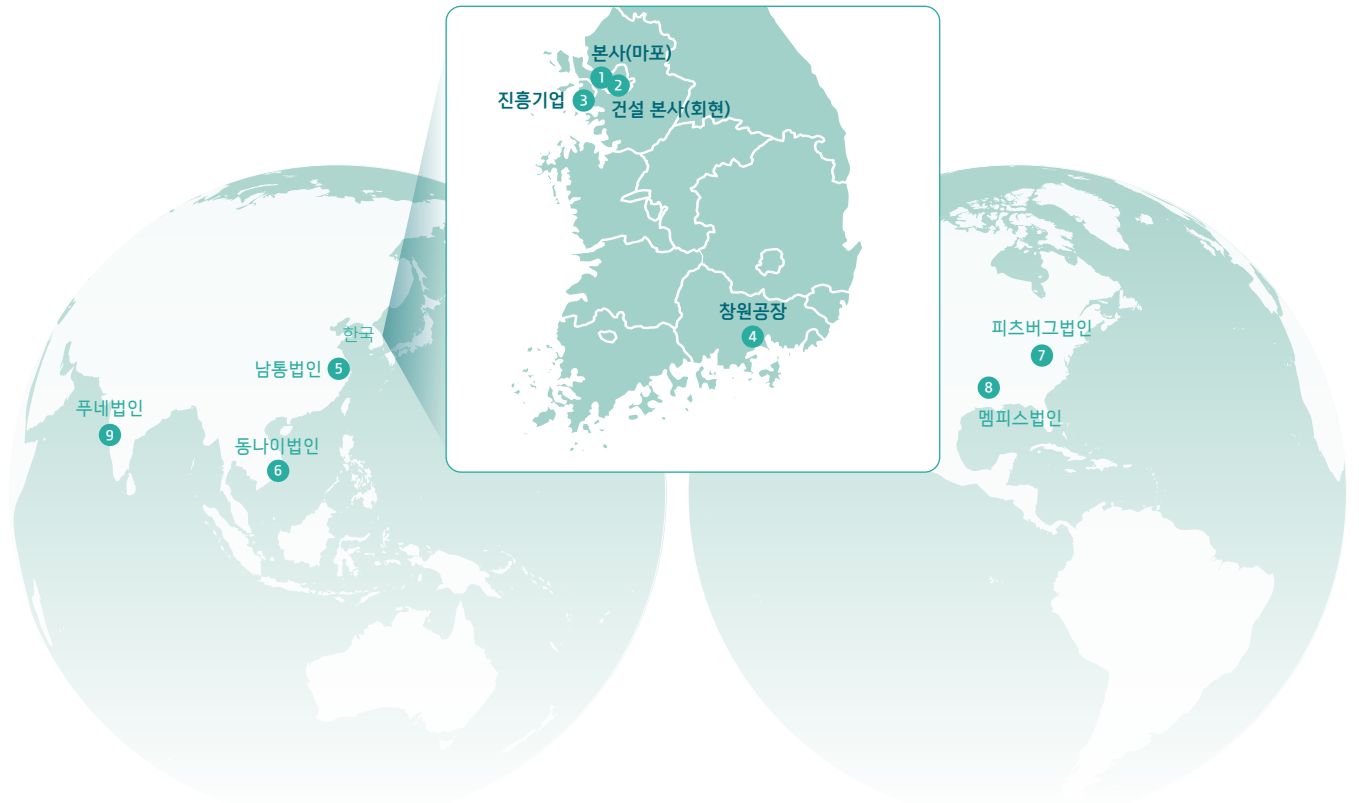 본사(마포)
1
2
진흥기업
3
건설 본사(회현)
창원공장
4
한국
남통법인
5
푸네법인
9
동나이법인
6
피츠버그법인
7
8
멤피스법인